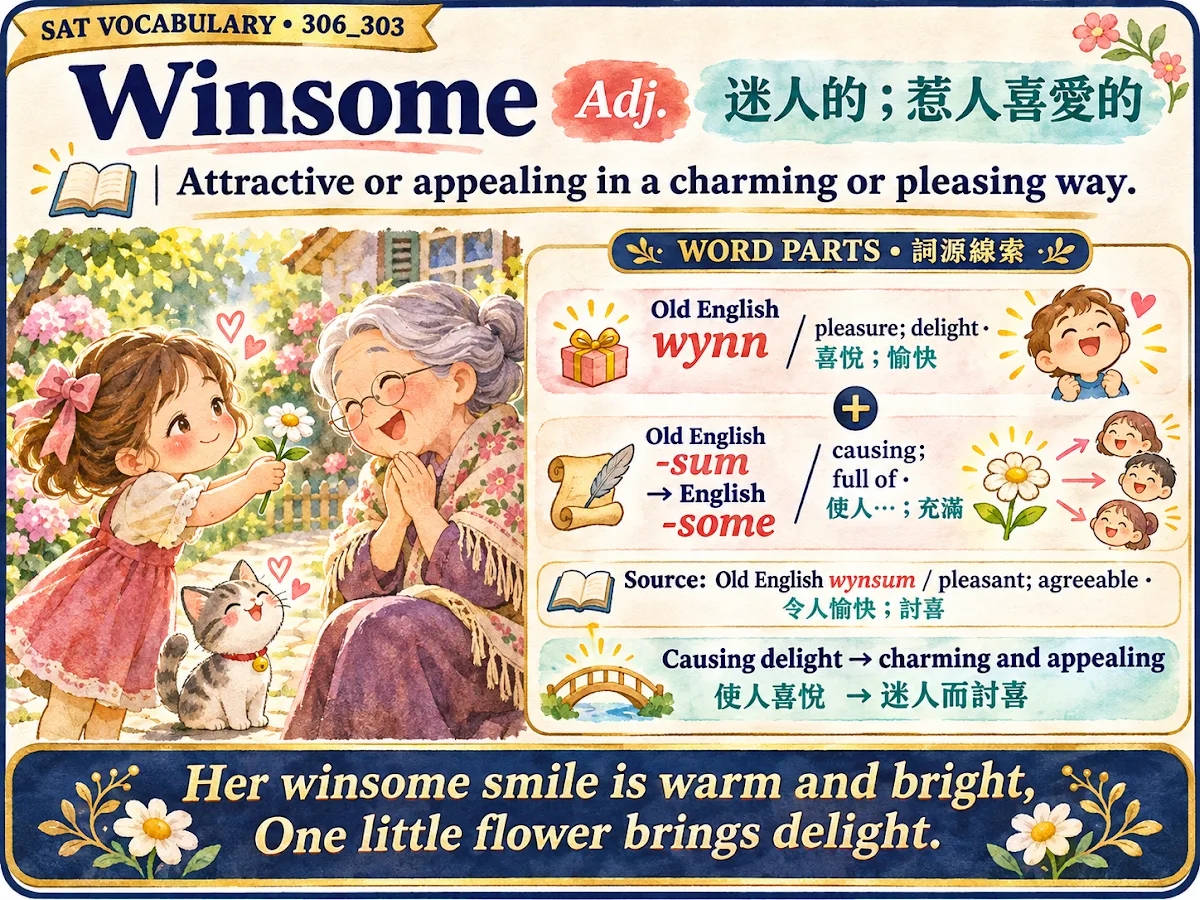 SAT VOCABULARY • 306_303
Winsome
Adj.
迷人的；惹人喜愛的
Attractive or appealing in a charming or pleasing way.
WORD PARTS • 詞源線索
Old English
wynn
/ pleasure; delight •
喜悅；愉快
+
Old English
-sum
→ English
-some
/ causing;
full of •
使人…；充滿
Source: Old English wynsum / pleasant; agreeable •
令人愉快；討喜
Causing delight → charming and appealing
使人喜悅 → 迷人而討喜
Her winsome smile is warm and bright,
One little flower brings delight.